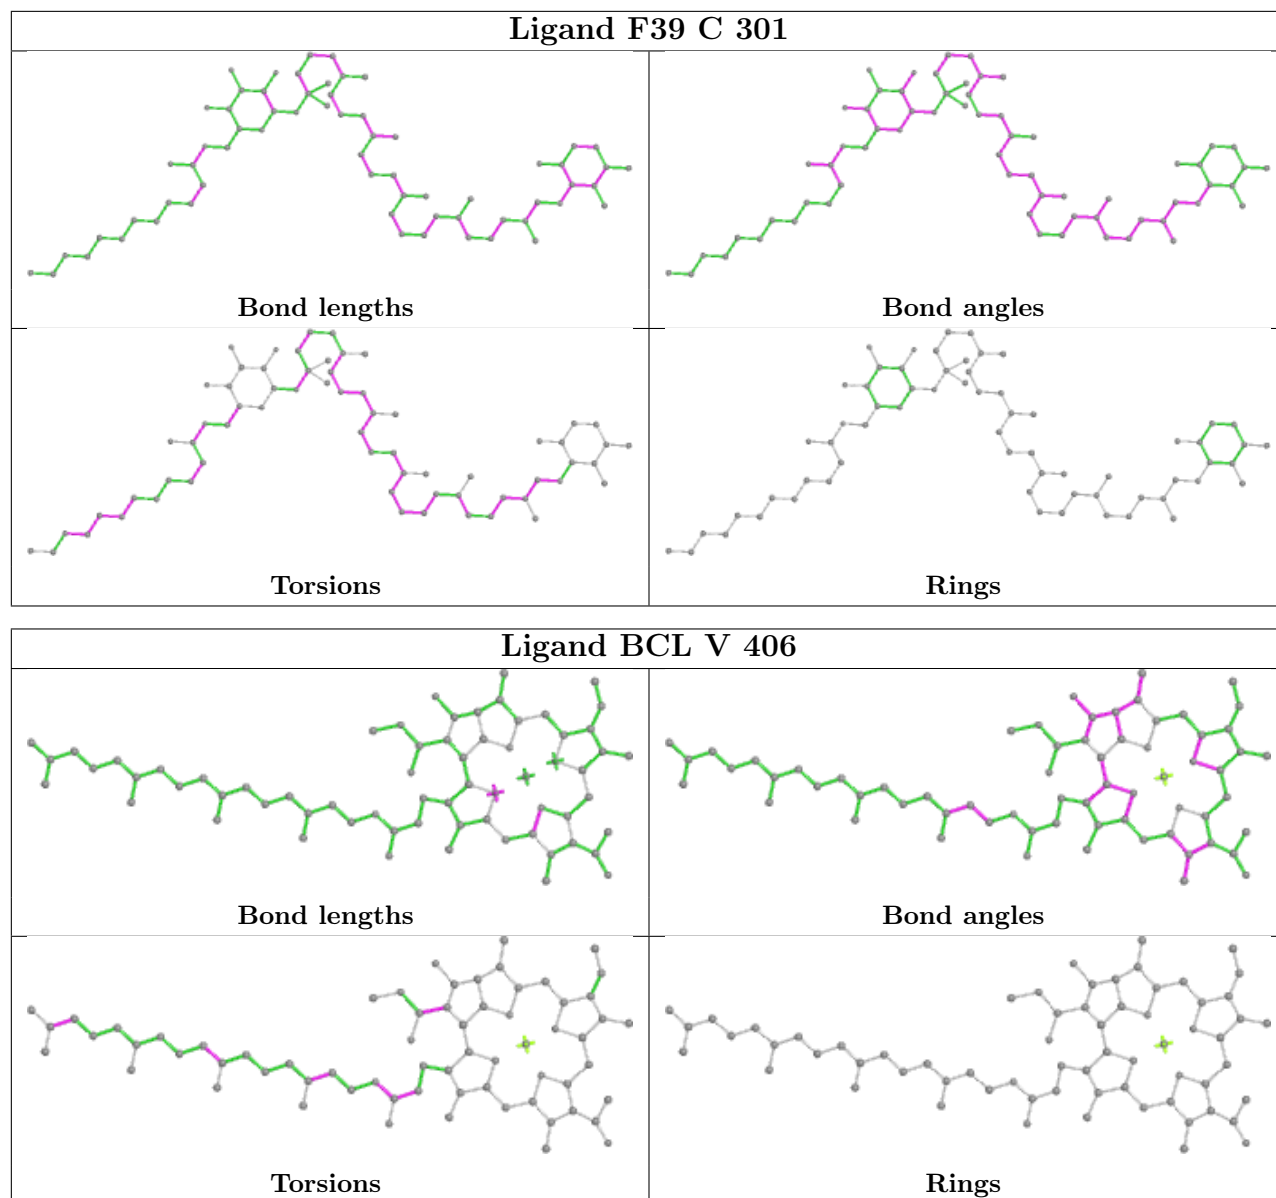 Ligand F39 C 301
Bond lengths
Bond angles
Torsions
Rings
Ligand BCL V 406
Bond lengths
Bond angles
Torsions
Rings